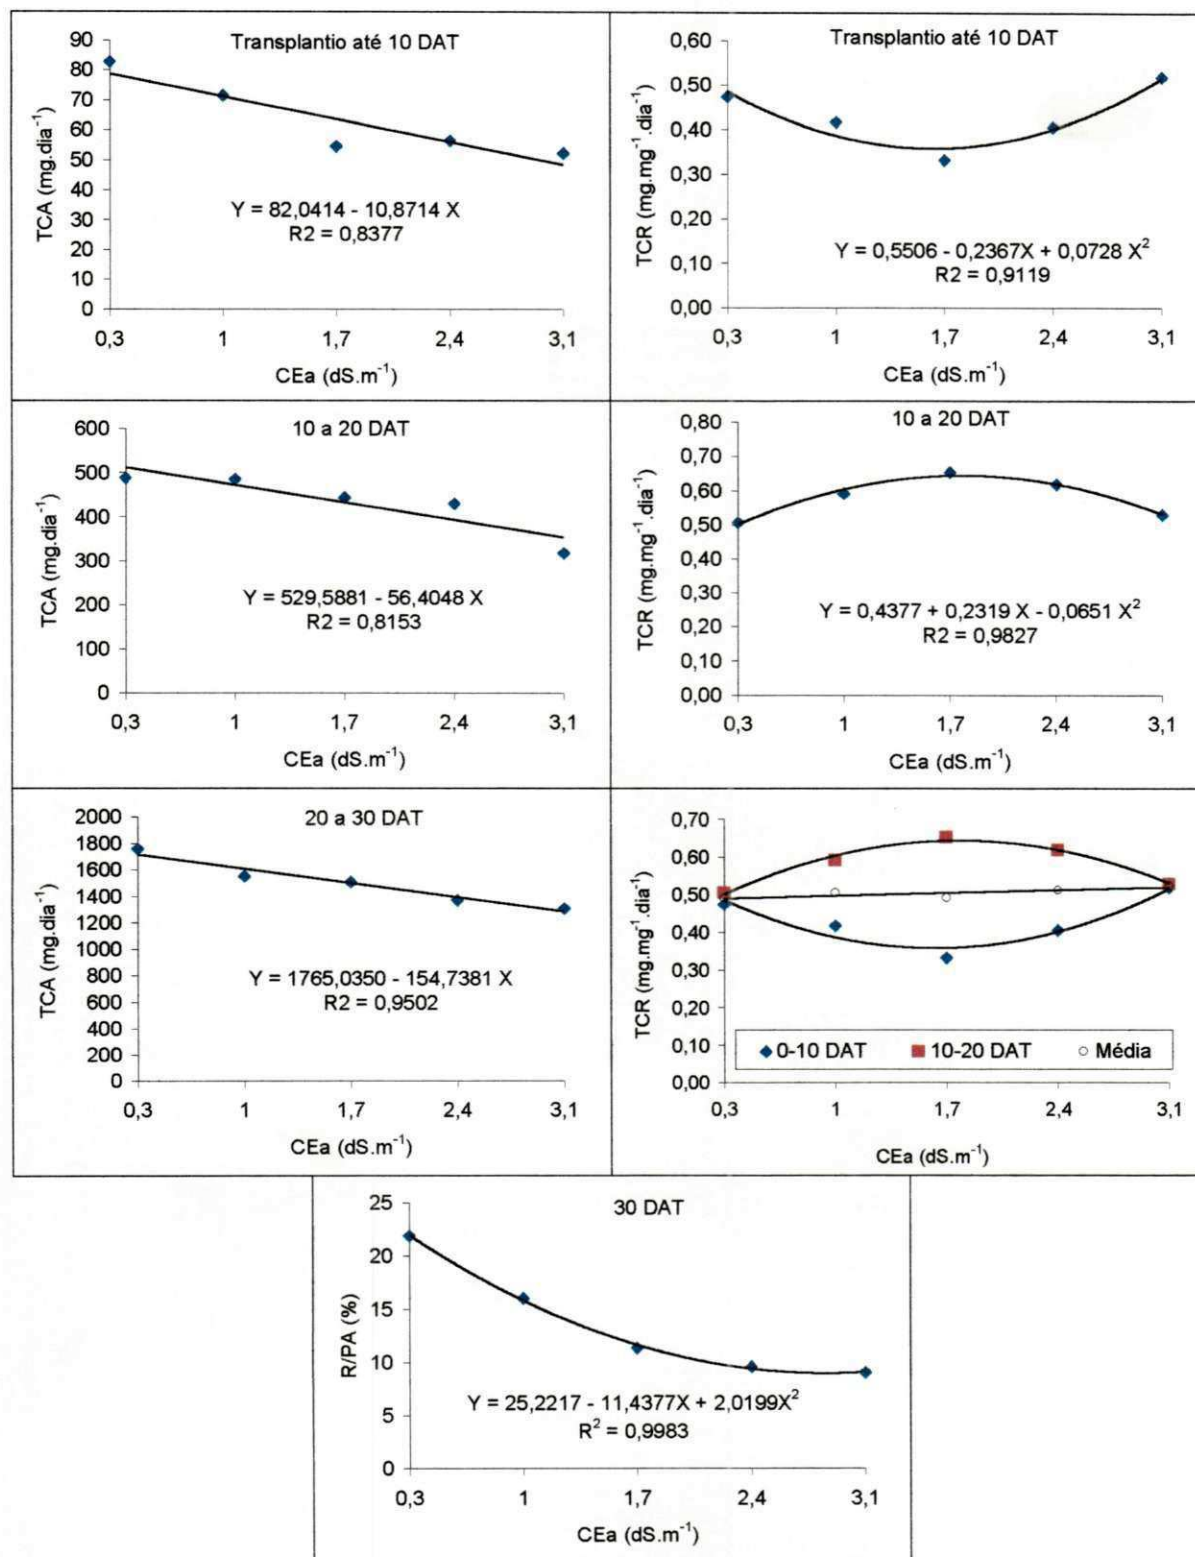 Transplantio até 10 DAT
90
80
70
60
50
40
30
20
10
0
TCA (mg.dia⁻¹)
Y = 82,0414 - 10,8714 X
R2 = 0,8377
0,3 1 1,7 2,4 3,1
CEa (dS.m⁻¹)
Transplantio até 10 DAT
0,60
0,50
0,40
0,30
0,20
0,10
0,00
TCR (mg.mg⁻¹.dia⁻¹)
Y = 0,5506 - 0,2367X + 0,0728 X²
R2 = 0,9119
0,3 1 1,7 2,4 3,1
CEa (dS.m⁻¹)
10 a 20 DAT
600
500
400
300
200
100
0
TCA (mg.dia⁻¹)
Y = 529,5881 - 56,4048 X
R2 = 0,8153
0,3 1 1,7 2,4 3,1
CEa (dS.m⁻¹)
10 a 20 DAT
0,80
0,70
0,60
0,50
0,40
0,30
0,20
0,10
0,00
TCR (mg.mg⁻¹.dia⁻¹)
Y = 0,4377 + 0,2319 X - 0,0651 X²
R2 = 0,9827
0,3 1 1,7 2,4 3,1
CEa (dS.m⁻¹)
20 a 30 DAT
2000
1800
1600
1400
1200
1000
800
600
400
200
0
TCA (mg.dia⁻¹)
Y = 1765,0350 - 154,7381 X
R2 = 0,9502
0,3 1 1,7 2,4 3,1
CEa (dS.m⁻¹)
0,70
0,60
0,50
0,40
0,30
0,20
0,10
0,00
TCR (mg.mg⁻¹.dia⁻¹)
0-10 DAT 10-20 DAT Média
0,3 1 1,7 2,4 3,1
CEa (dS.m⁻¹)
30 DAT
25
20
15
10
5
0
R/PA (%)
Y = 25,2217 - 11,4377X + 2,0199X²
R² = 0,9983
0,3 1 1,7 2,4 3,1
CEa (dS.m⁻¹)